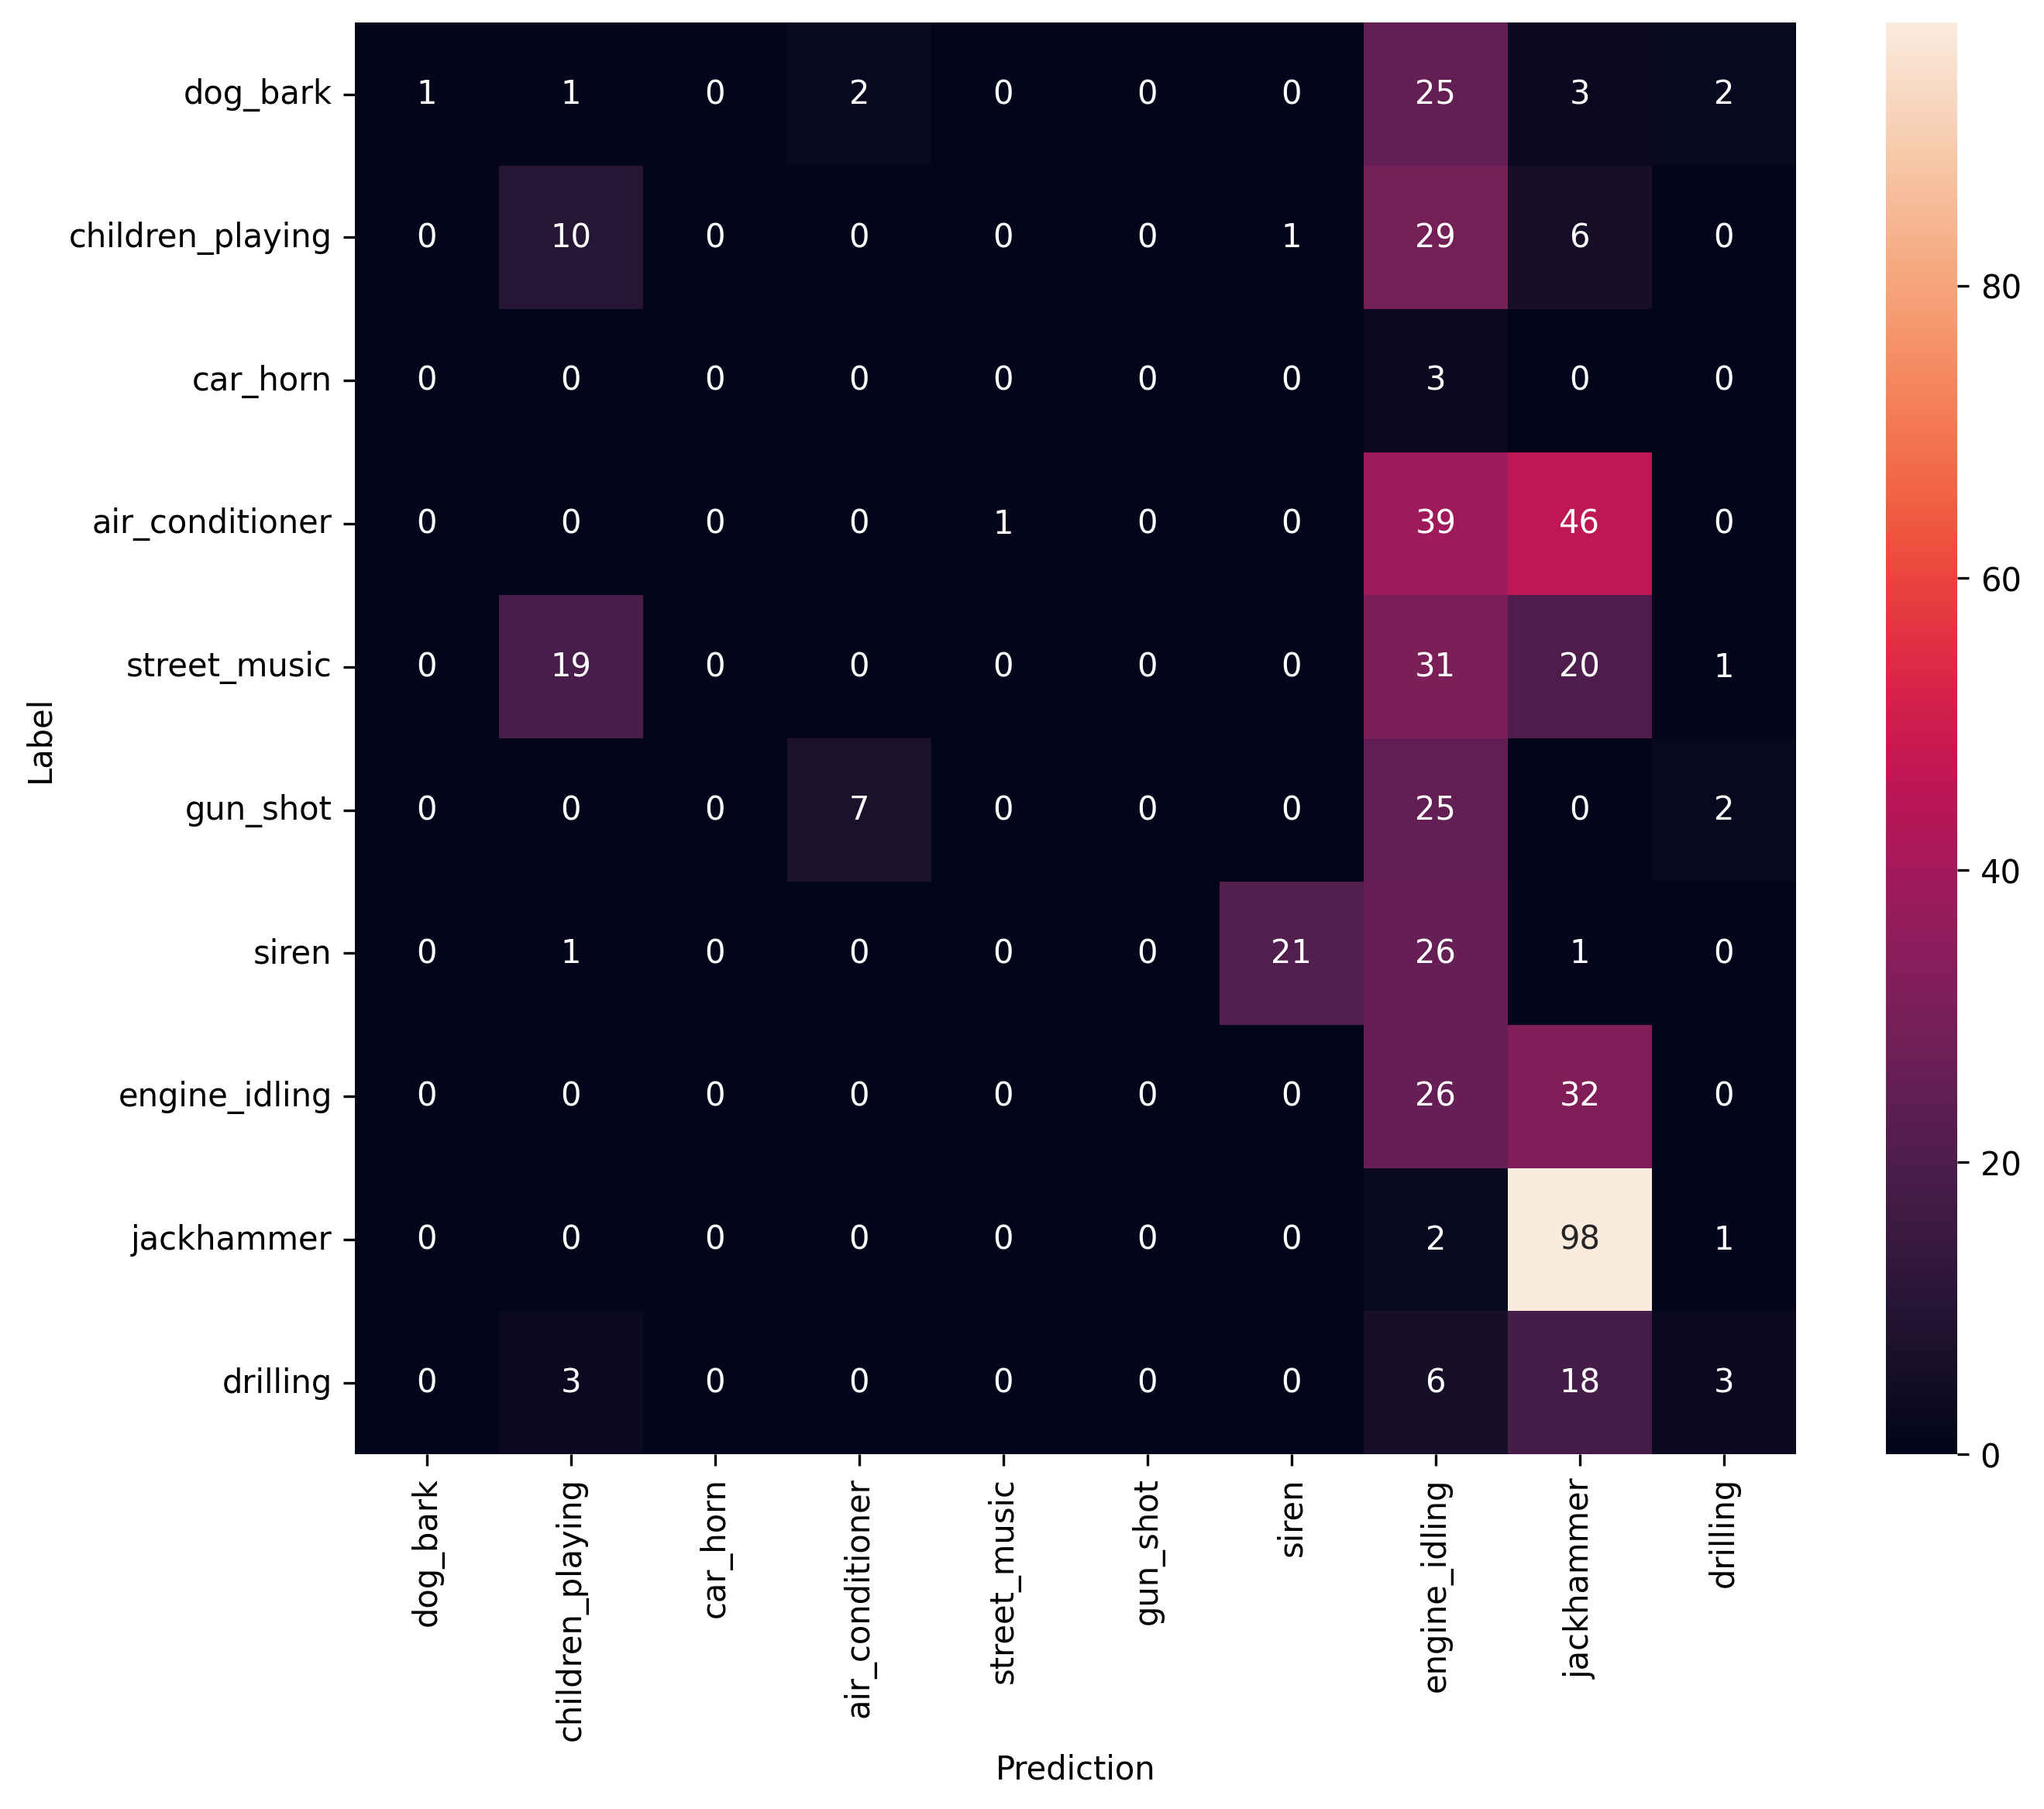 dog_bark 1 1 0 2 0 0 0 25 3 2
children_playing 0 10 0 0 0 0 1 29 6 0
car_horn 0 0 0 0 0 0 0 3 0 0
air_conditioner 0 0 0 0 1 0 0 39 46 0
street_music 0 19 0 0 0 0 0 31 20 1
gun_shot 0 0 0 7 0 0 0 25 0 2
siren 0 1 0 0 0 0 21 26 1 0
engine_idling 0 0 0 0 0 0 0 26 32 0
jackhammer 0 0 0 0 0 0 0 2 98 1
drilling 0 3 0 0 0 0 0 6 18 3
Label
dog_bark
children_playing
car_horn
air_conditioner
street_music
gun_shot
siren
engine_idling
jackhammer
drilling
Prediction
80
60
40
20
0